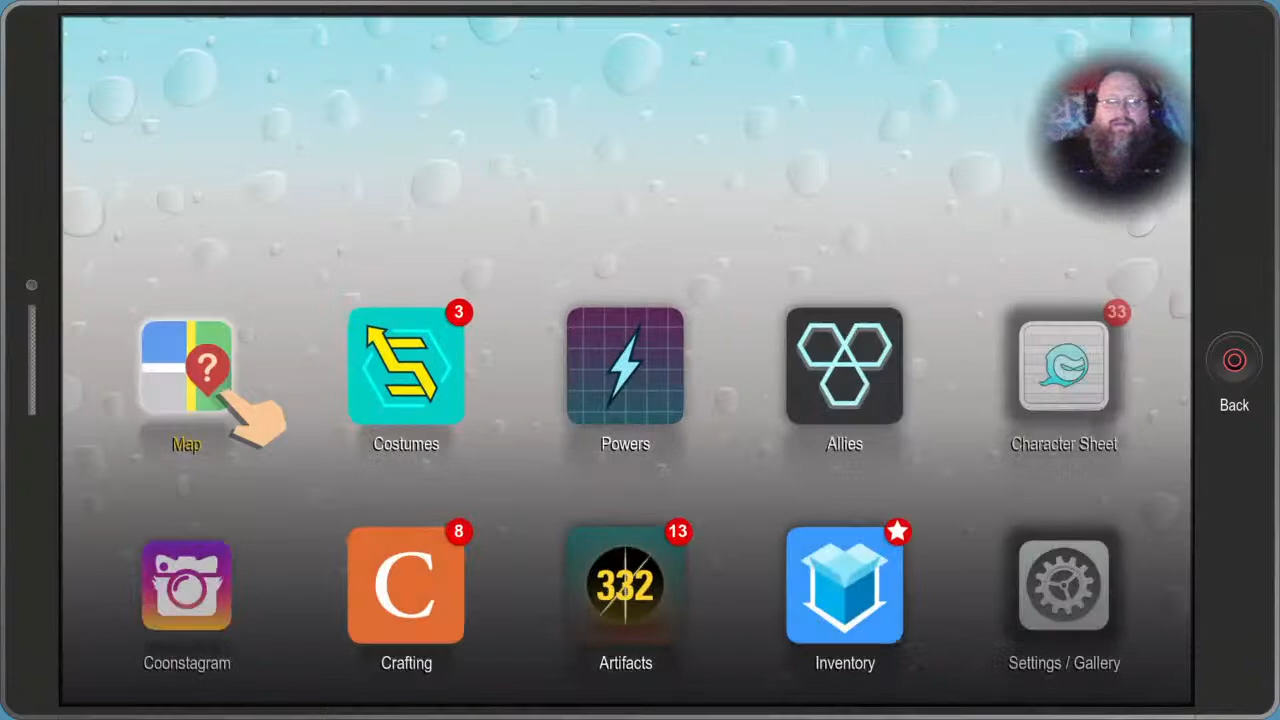 3
33
?
Map
Costumes
Powers
Allies
Character Sheet
Back
8
13
C
332
Coonstagram
Crafting
Artifacts
Inventory
Settings / Gallery